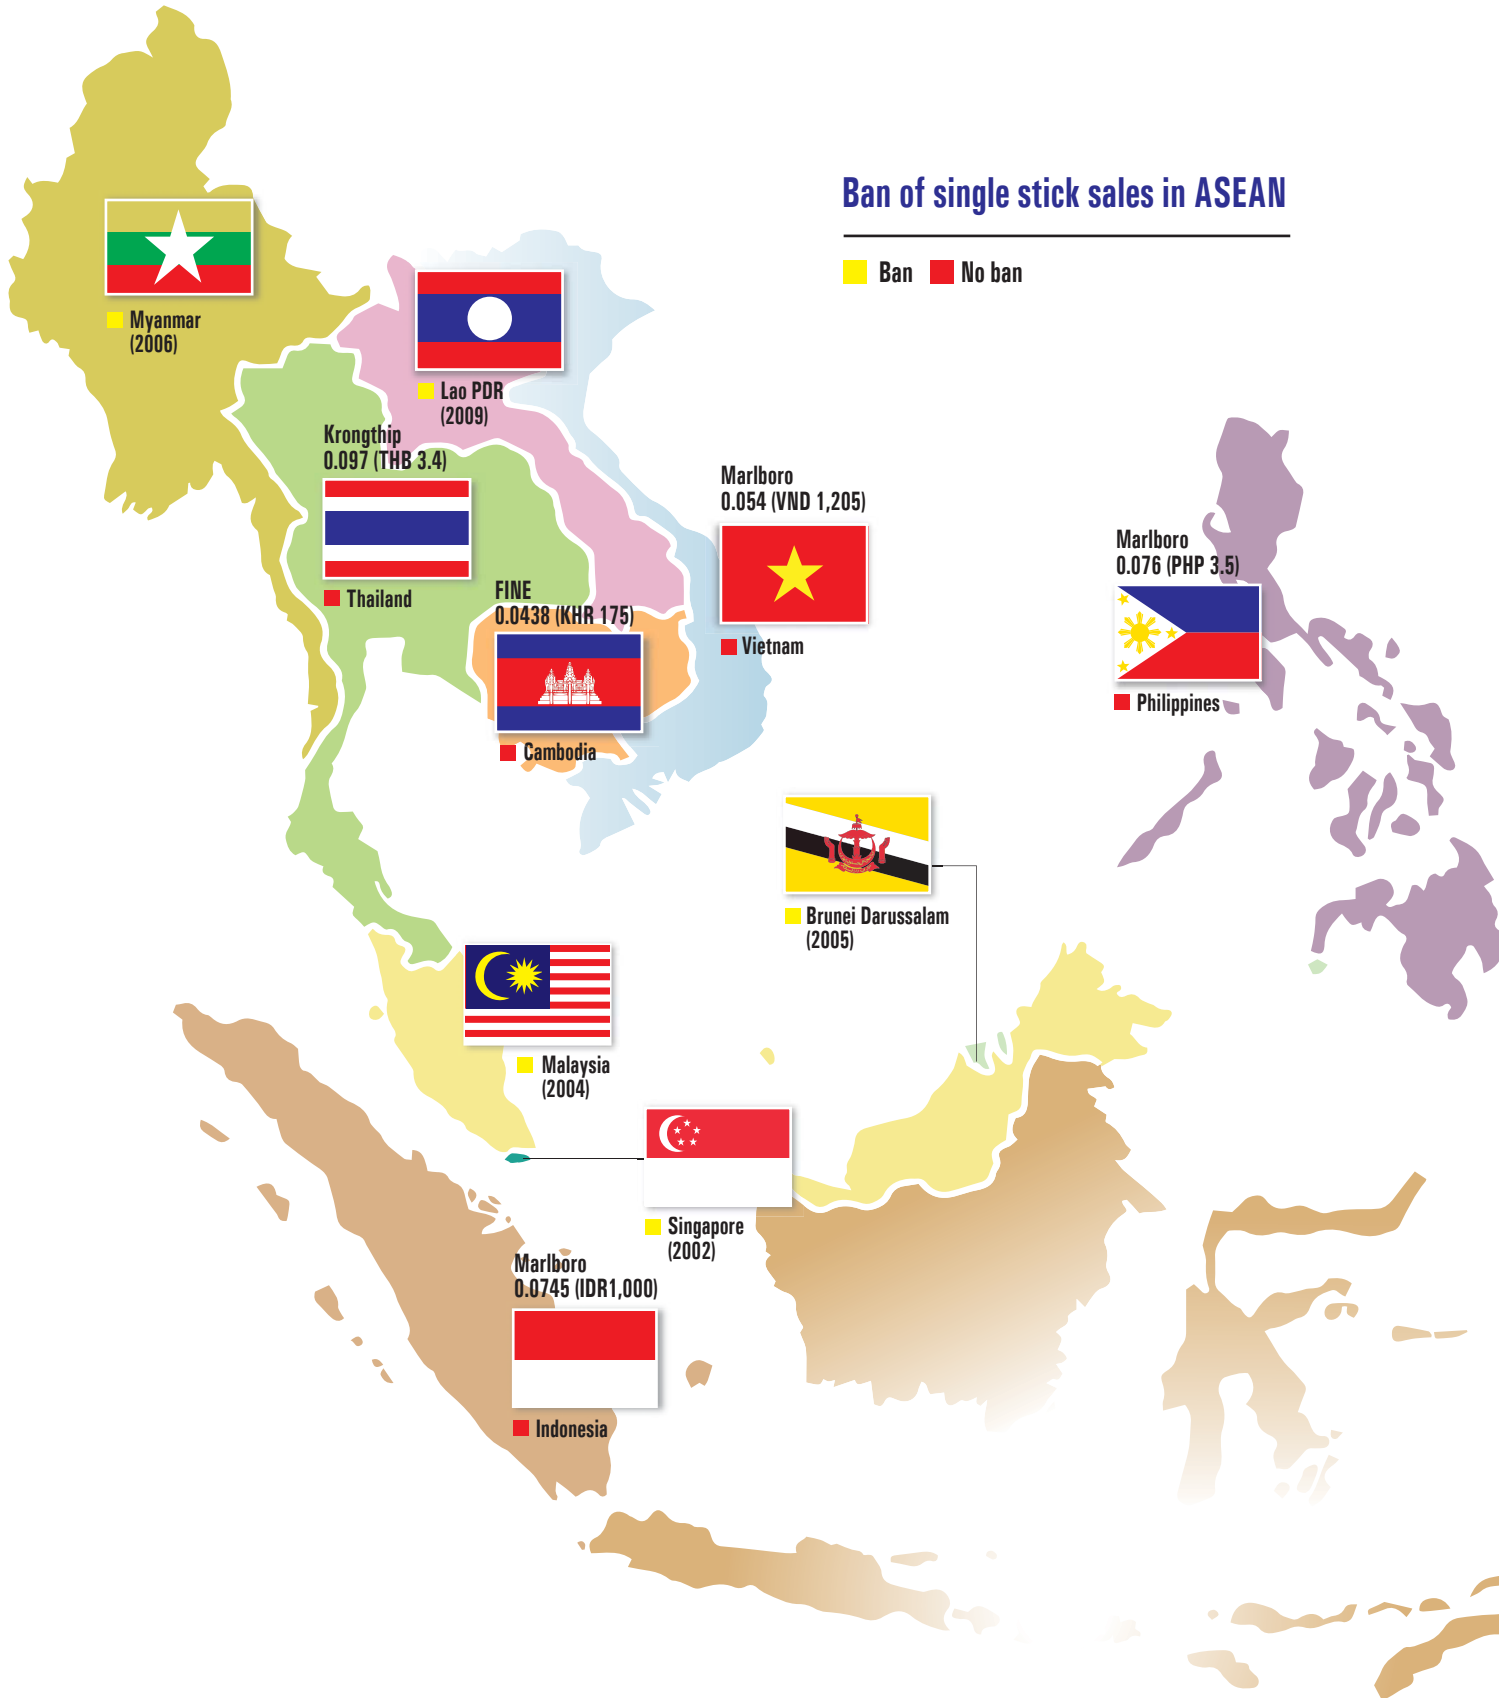 Ban of single stick sales in ASEAN
Ban
No ban
Myanmar
(2006)
Lao PDR
(2009)
Krongthip
0.097 (THB 3.4)
Thailand
Marlboro
0.054 (VND 1,205)
Vietnam
FINE
0.0438 (KHR 175)
Cambodia
Marlboro
0.076 (PHP 3.5)
Philippines
Brunei Darussalam
(2005)
Malaysia
(2004)
Singapore
(2002)
Marlboro
0.0745 (IDR1,000)
Indonesia